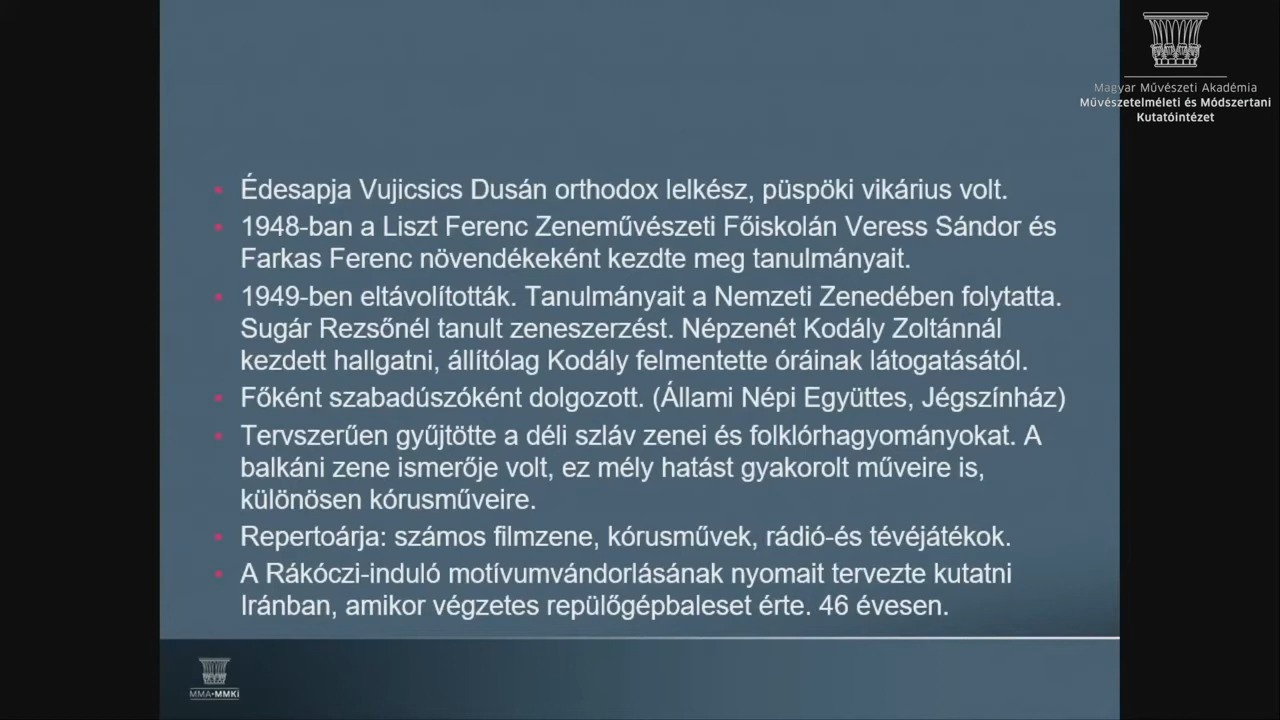 Magyar Művészeti Akadémia
Művészetelméleti és Módszertani
Kutatóintézet
Édesapja Vujicsics Dusán orthodox lelkész, püspöki vikárius volt.
1948-ban a Liszt Ferenc Zeneművészeti Főiskolán Veress Sándor és
Farkas Ferenc növendékeként kezdte meg tanulmányait.
1949-ben eltávolították. Tanulmányait a Nemzeti Zenedében folytatta.
Sugár Rezsőnél tanult zeneszerzést. Népzenét Kodály Zoltánnál
kezdett hallgatni, állítólag Kodály felmentette óráinak látogatásától.
Főként szabadúszóként dolgozott. (Állami Népi Együttes, Jégszínház)
Tervszerűen gyűjtötte a déli szláv zenei és folklórhagyományokat. A
balkáni zene ismerője volt, ez mély hatást gyakorolt műveire is,
különösen kórusműveire.
Repertoárja: számos filmzene, kórusművek, rádió-és tévéjátékok.
A Rákóczi-induló motívumvándorlásának nyomait tervezte kutatni
Iránban, amikor végzetes repülőgépbaleset érte. 46 évesen.
MMA•MMKI